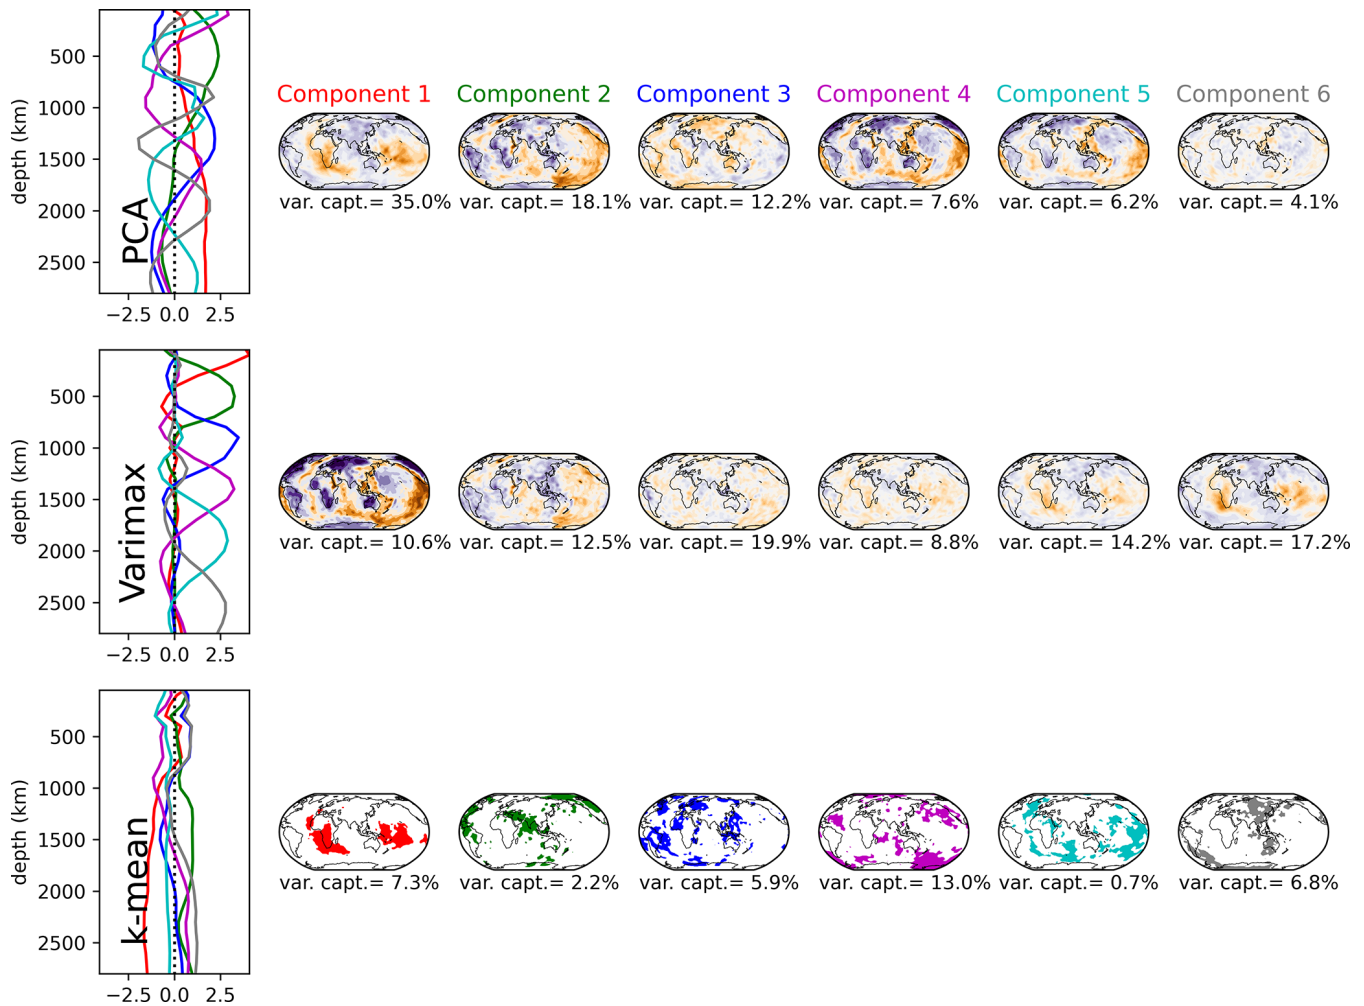 500
1000
1500
2000
2500
depth (km)
PCA
−2.5 0.0 2.5
Component 1 Component 2 Component 3 Component 4 Component 5 Component 6
var. capt.= 35.0% var. capt.= 18.1% var. capt.= 12.2% var. capt.= 7.6% var. capt.= 6.2% var. capt.= 4.1%
500
1000
1500
2000
2500
depth (km)
Varimax
−2.5 0.0 2.5
var. capt.= 10.6% var. capt.= 12.5% var. capt.= 19.9% var. capt.= 8.8% var. capt.= 14.2% var. capt.= 17.2%
500
1000
1500
2000
2500
depth (km)
k-mean
−2.5 0.0 2.5
var. capt.= 7.3% var. capt.= 2.2% var. capt.= 5.9% var. capt.= 13.0% var. capt.= 0.7% var. capt.= 6.8%